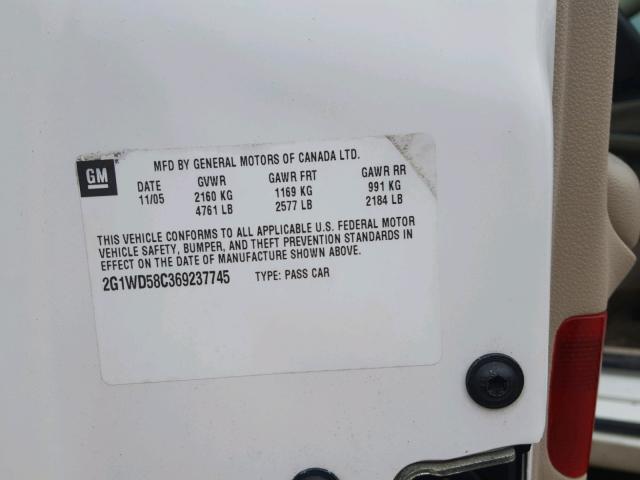 GM
MFD BY GENERAL MOTORS OF CANADA LTD.
DATE GVWR GAWR FRT GAWR RR
11/05 2160 KG 1169 KG 991 KG
4761 LB 2577 LB 2184 LB
THIS VEHICLE CONFORMS TO ALL APPLICABLE U.S. FEDERAL MOTOR
VEHICLE SAFETY, BUMPER, AND THEFT PREVENTION STANDARDS IN
EFFECT ON THE DATE OF MANUFACTURE SHOWN ABOVE.
2G1WD58C369237745 TYPE: PASS CAR